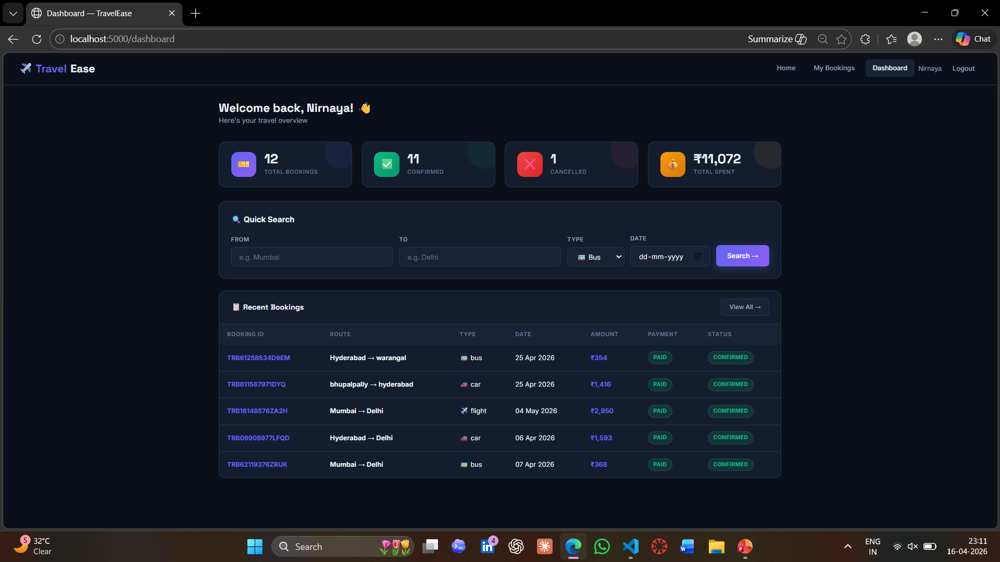 Dashboard — TravelEase
localhost:5000/dashboard
Summarize
Chat
Travel Ease
Home
My Bookings
Dashboard
Nirnaya
Logout
Welcome back, Nirnaya! 👋
Here's your travel overview
12
TOTAL BOOKINGS
11
CONFIRMED
1
CANCELLED
₹11,072
TOTAL SPENT
Quick Search
FROM
TO
TYPE
DATE
e.g. Mumbai
e.g. Delhi
Bus
dd-mm-yyyy
Search →
Recent Bookings
View All →
BOOKING ID ROUTE TYPE DATE AMOUNT PAYMENT STATUS
TRB61258534D9EM Hyderabad → warangal bus 25 Apr 2026 ₹354 PAID CONFIRMED
TRB611567971DYQ bhupalpally → hyderabad car 25 Apr 2026 ₹1,416 PAID CONFIRMED
TRB16148576ZA2H Mumbai → Delhi flight 04 May 2026 ₹2,950 PAID CONFIRMED
TRB06908977LFQD Hyderabad → Delhi car 06 Apr 2026 ₹1,593 PAID CONFIRMED
TRB62119376ZRUK Mumbai → Delhi bus 07 Apr 2026 ₹368 PAID CONFIRMED
5
32°C
Clear
Search
4
ENG
IN
23:11
16-04-2026